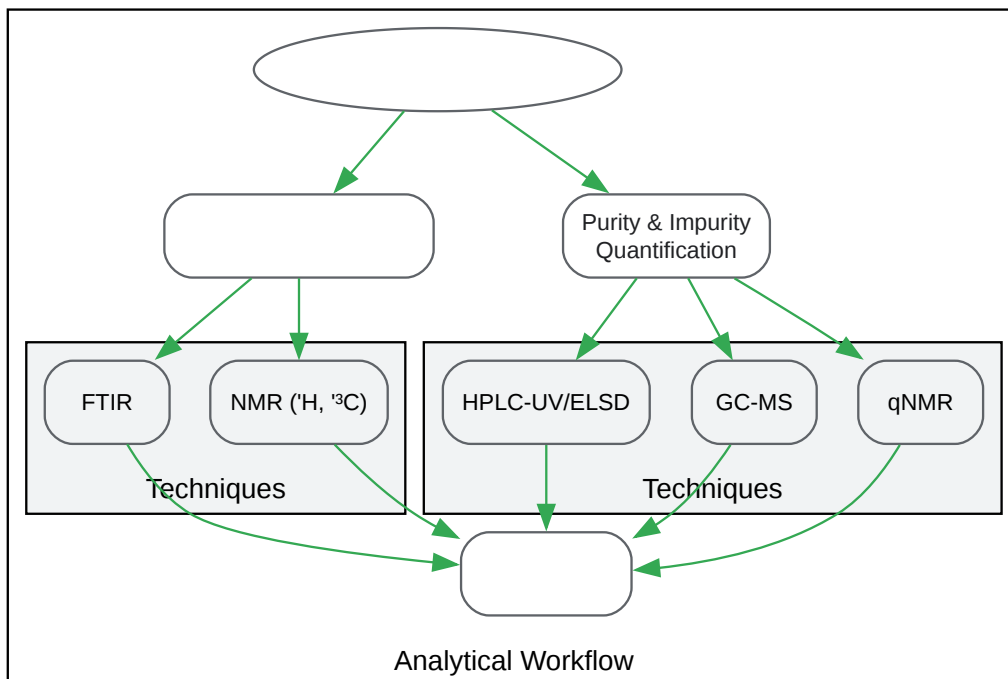 Purity & Impurity
Quantification
FTIR
NMR ('H, '³C)
HPLC-UV/ELSD
GC-MS
qNMR
Techniques
Techniques
Analytical Workflow